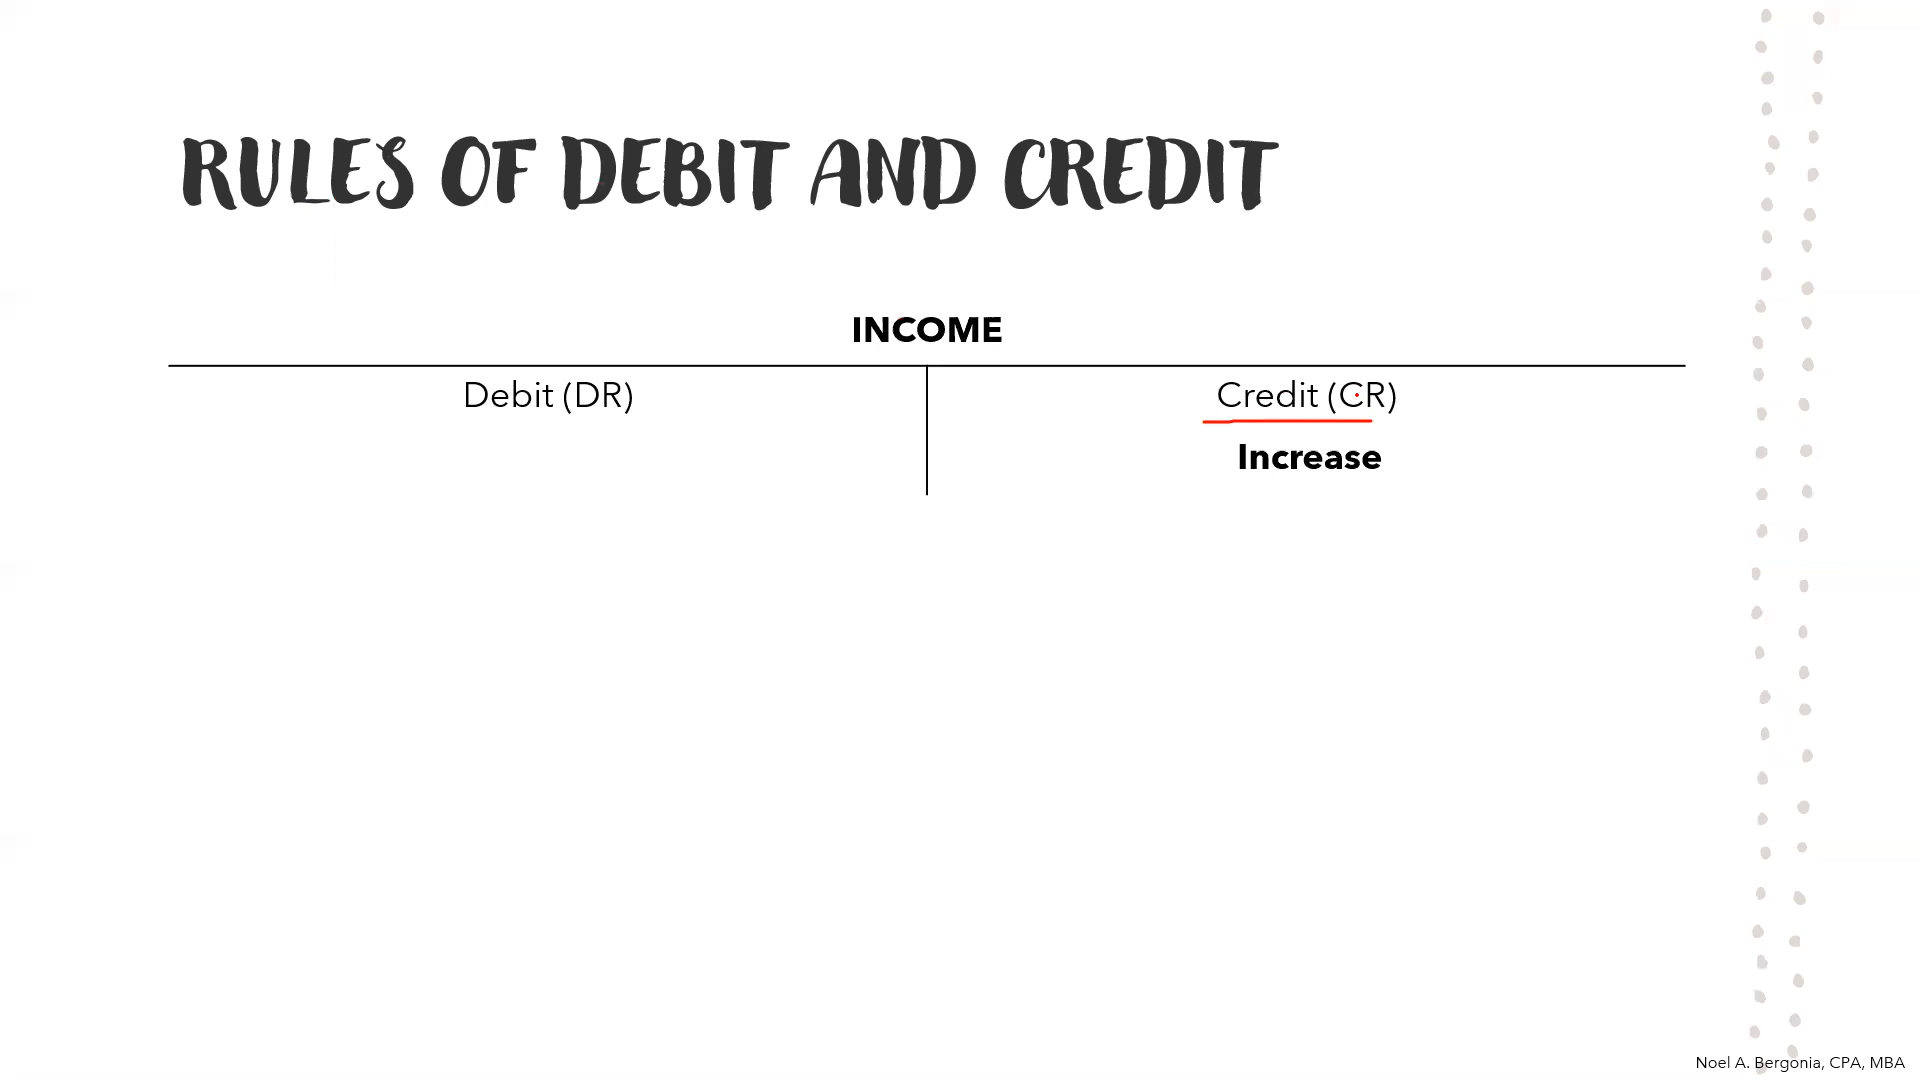 RULES OF DEBIT AND CREDIT
INCOME
Debit (DR)
Credit (CR)
Increase
Noel A. Bergonia, CPA, MBA